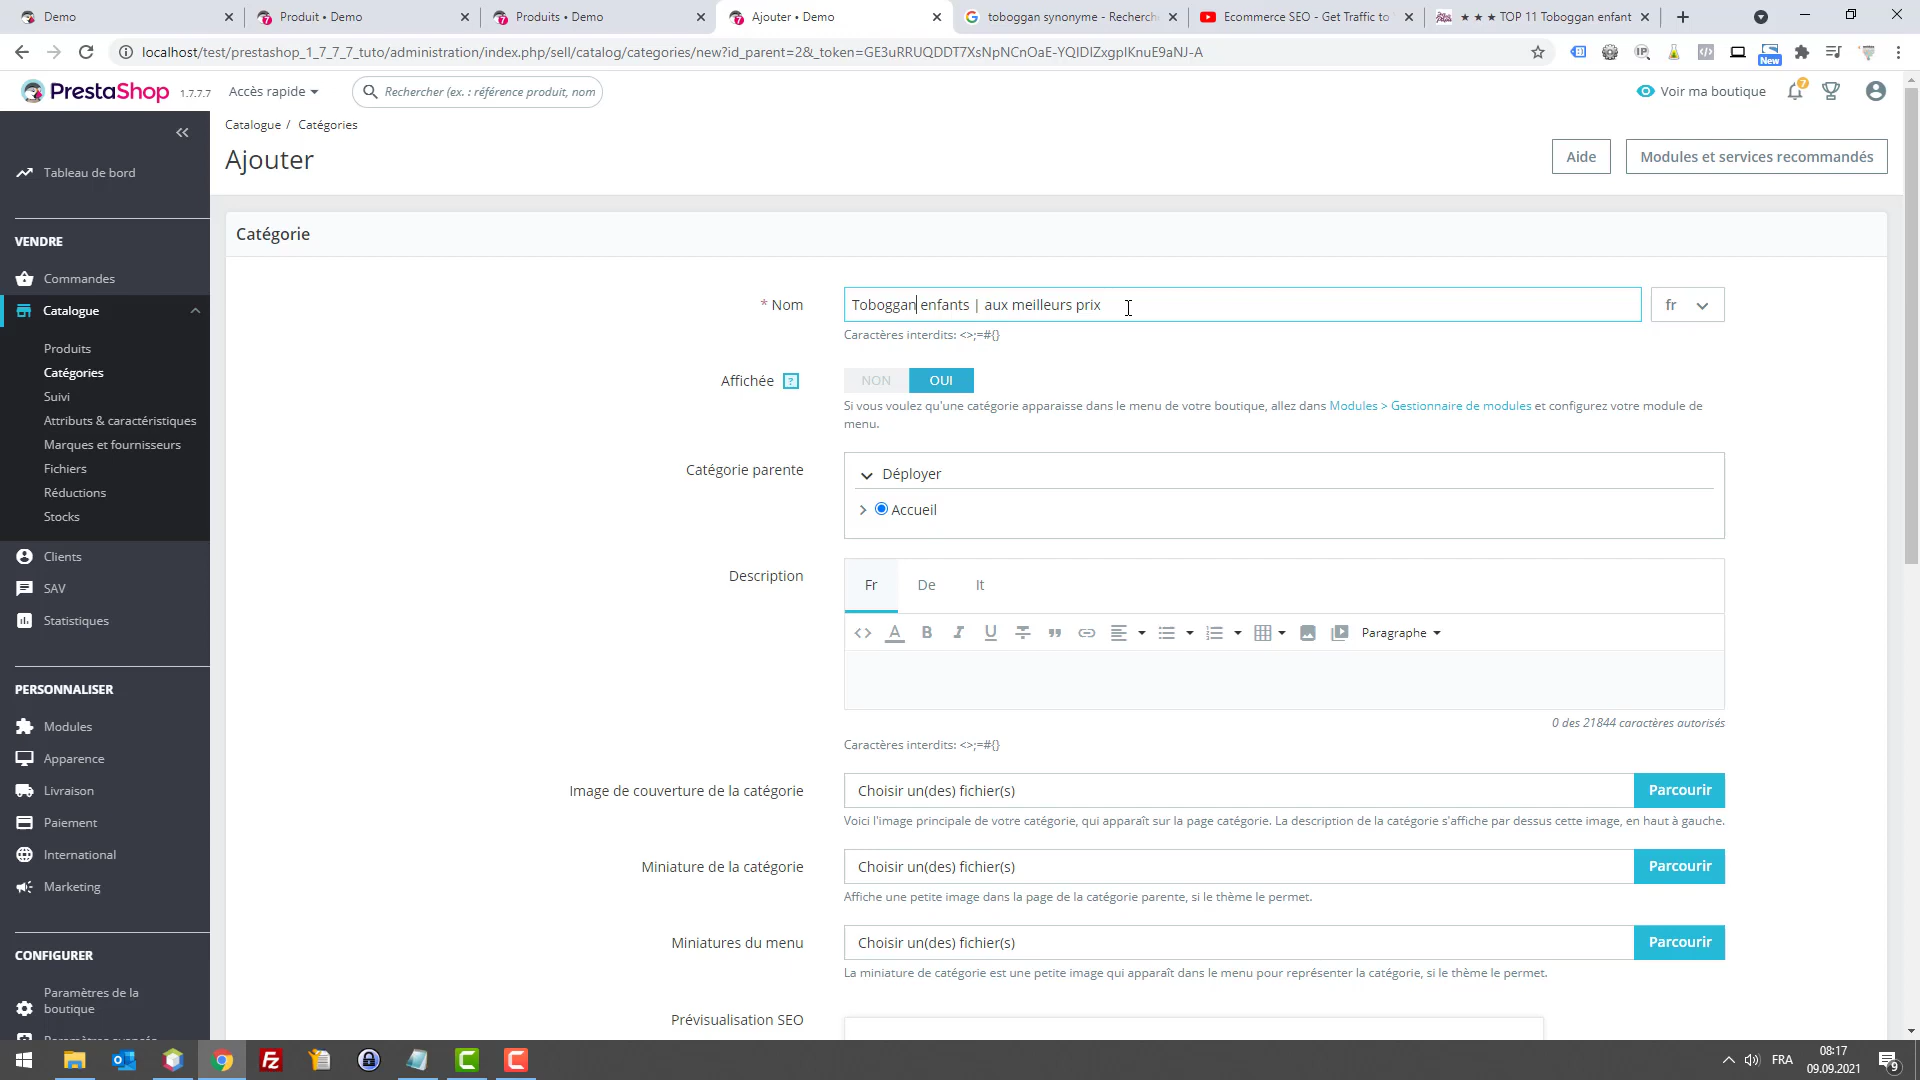 Demo
Produit • Demo
Produits • Demo
Ajouter • Demo
toboggan synonyme - Recherch
Ecommerce SEO - Get Traffic to
★ ★ ★ TOP 11 Toboggan enfant
localhost/test/prestashop_1_7_7_7_tuto/administration/index.php/sell/catalog/categories/new?id_parent=2&_token=GE3uRRUQDDT7XsNpNCnOaE-YQIDIZxgpIKnuE9aNJ-A
IP
New
PrestaShop 1.7.7.7
Accès rapide
Rechercher (ex. : référence produit, nom
Voir ma boutique
7
Catalogue / Catégories
Ajouter
Aide
Modules et services recommandés
Tableau de bord
VENDRE
Commandes
Catalogue
Produits
Catégories
Suivi
Attributs & caractéristiques
Marques et fournisseurs
Fichiers
Réductions
Stocks
Clients
SAV
Statistiques
PERSONNALISER
Modules
Apparence
Livraison
Paiement
International
Marketing
CONFIGURER
Paramètres de la
boutique
Paramètres avancés
Catégorie
* Nom
Toboggan enfants | aux meilleurs prix
fr
Caractères interdits: <>;=#{}
Affichée ?
NON
OUI
Si vous voulez qu'une catégorie apparaisse dans le menu de votre boutique, allez dans Modules > Gestionnaire de modules et configurez votre module de
menu.
Catégorie parente
Déployer
Accueil
Description
Fr
De
It
Paragraphe
0 des 21844 caractères autorisés
Caractères interdits: <>;=#{}
Image de couverture de la catégorie
Choisir un(des) fichier(s)
Parcourir
Voici l'image principale de votre catégorie, qui apparaît sur la page catégorie. La description de la catégorie s'affiche par dessus cette image, en haut à gauche.
Miniature de la catégorie
Choisir un(des) fichier(s)
Parcourir
Affiche une petite image dans la page de la catégorie parente, si le thème le permet.
Miniatures du menu
Choisir un(des) fichier(s)
Parcourir
La miniature de catégorie est une petite image qui apparaît dans le menu pour représenter la catégorie, si le thème le permet.
Prévisualisation SEO
FRA
08:17
09.09.2021
9